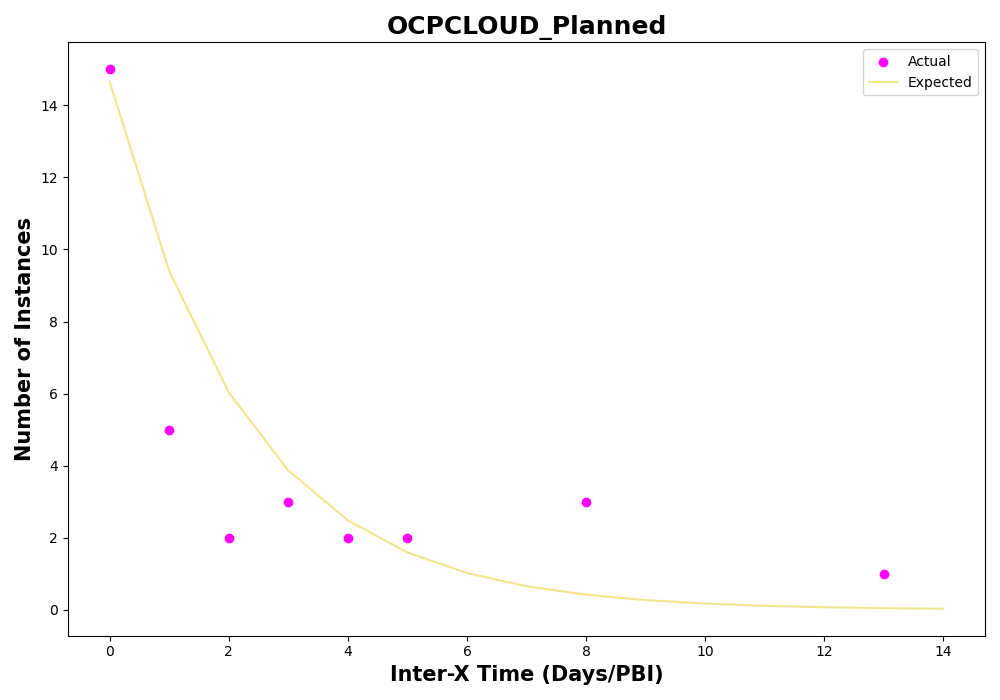 OCPCLOUD_Planned
Actual
Expected
Number of Instances
14
12
10
8
6
4
2
0
0 2 4 6 8 10 12 14
Inter-X Time (Days/PBI)